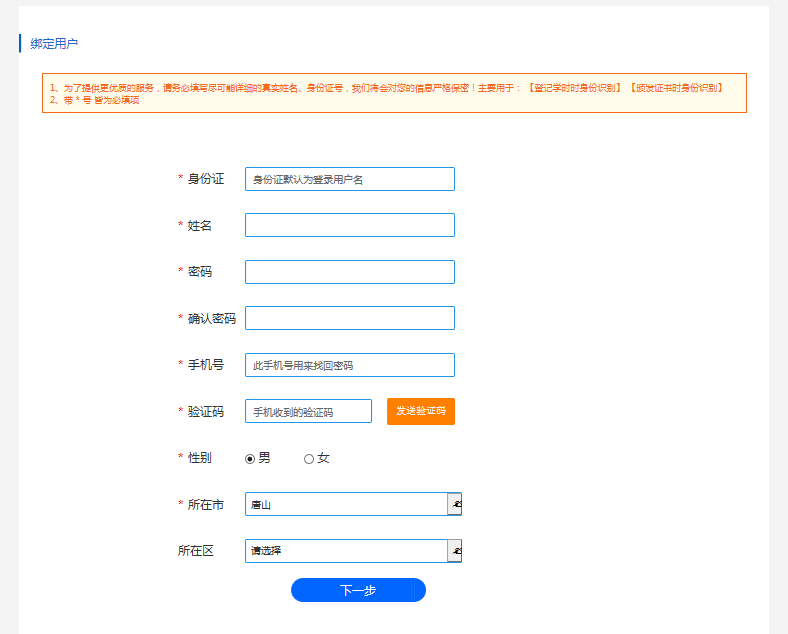 绑定用户
1、为了提供更优质的服务，请务必填写尽可能详细的真实姓名、身份证号，我们将会对您的信息严格保密！主要用于：【登记学时时身份识别】【颁发证书时身份识别】
2、带 * 号 皆为必填项
* 身份证 身份证默认为登录用户名
* 姓名
* 密码
* 确认密码
* 手机号 此手机号用来找回密码
* 验证码 手机收到的验证码 发送验证码
* 性别 男 女
* 所在市 唐山
所在区 请选择
下一步